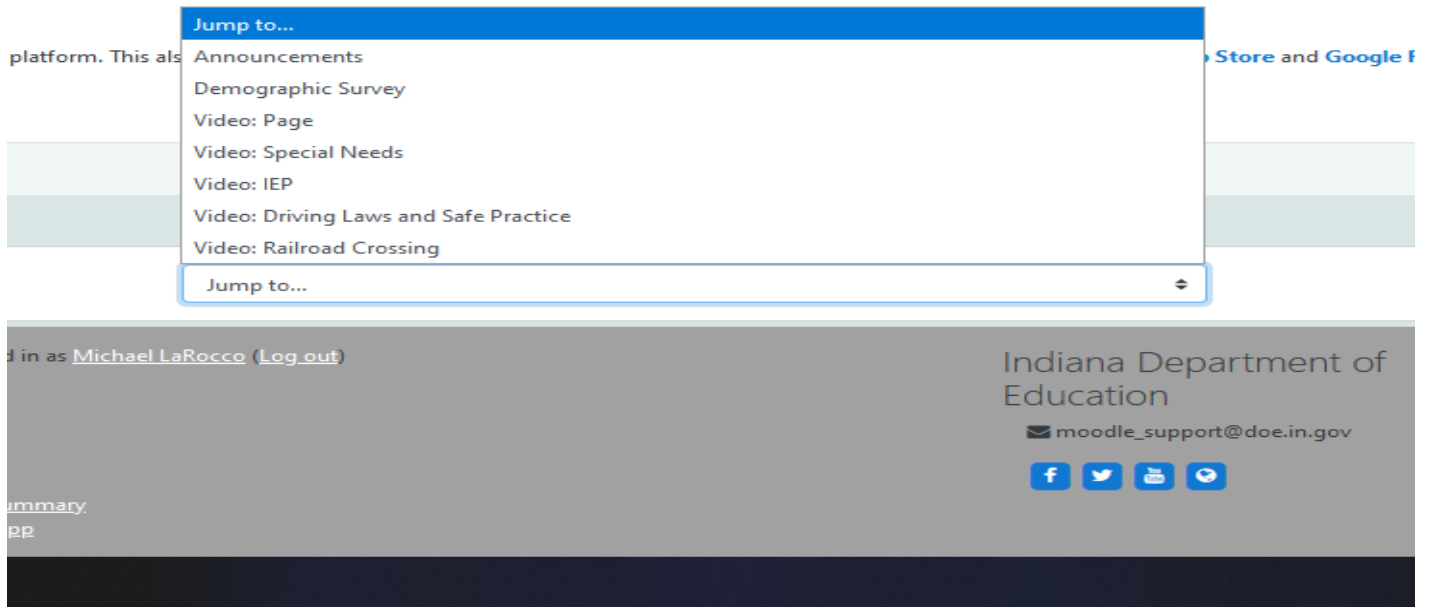 Jump to...
platform. This als
Announcements
Store and Google
Demographic Survey
Video: Page
Video: Special Needs
Video: IEP
Video: Driving Laws and Safe Practice
Video: Railroad Crossing
Jump to...
d in as Michael LaRocco (Log out)
Indiana Department of
Education
moodle_support@doe.in.gov
ummary
pp